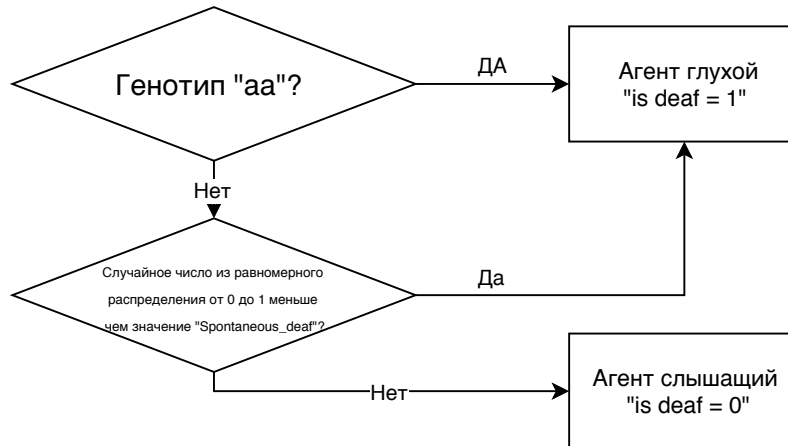 Генотип "aa"?
ДА
Агент глухой
"is deaf = 1"
Нет
Случайное число из равномерного
распределения от 0 до 1 меньше
чем значение "Spontaneous_deaf"?
Да
Нет
Агент слышащий
"is deaf = 0"